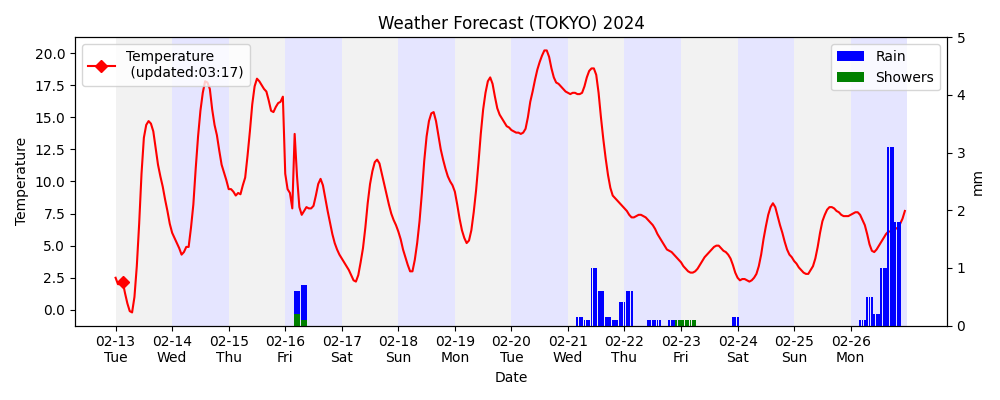 Weather Forecast (TOKYO) 2024
Temperature
(updated:03:17)
Rain
Showers
20.0
17.5
15.0
12.5
10.0
7.5
5.0
2.5
0.0
Temperature
5
4
3
2
1
0
mm
02-13 02-14 02-15 02-16 02-17 02-18 02-19 02-20 02-21 02-22 02-23 02-24 02-25 02-26
Tue Wed Thu Fri Sat Sun Mon Tue Wed Thu Fri Sat Sun Mon
Date